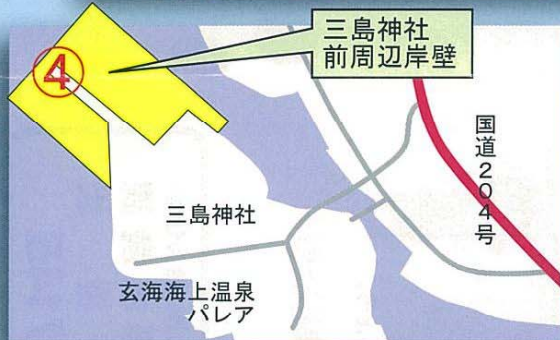 ④
三島神社
前周辺岸壁
国道204号
三島神社
玄海海上温泉
パレア